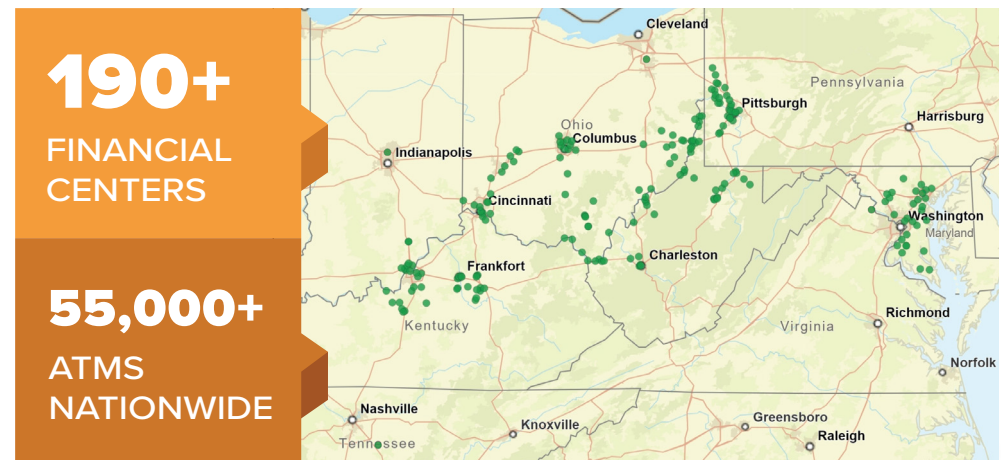 190+
FINANCIAL
CENTERS
55,000+
ATMS
NATIONWIDE
Cleveland
Pennsylvania
Pittsburgh
Harrisburg
Ohio
Columbus
Indianapolis
Cincinnati
Washington
Maryland
Charleston
Frankfort
Kentucky
Richmond
Virginia
Norfolk
Nashville
Tennessee
Knoxville
Greensboro
Raleigh